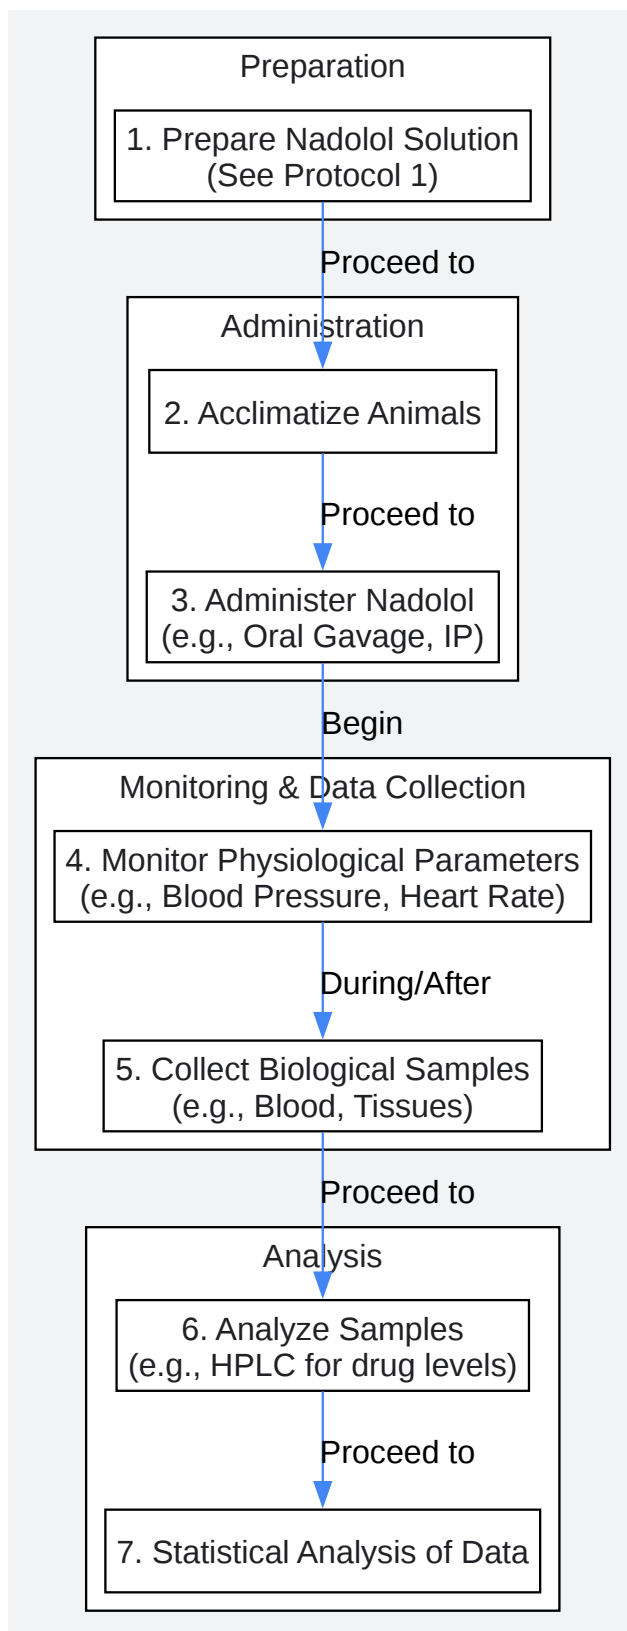 Preparation
1. Prepare Nadolol Solution
(See Protocol 1)
Proceed to
Administration
2. Acclimatize Animals
Proceed to
3. Administer Nadolol
(e.g., Oral Gavage, IP)
Begin
Monitoring & Data Collection
4. Monitor Physiological Parameters
(e.g., Blood Pressure, Heart Rate)
During/After
5. Collect Biological Samples
(e.g., Blood, Tissues)
Proceed to
Analysis
6. Analyze Samples
(e.g., HPLC for drug levels)
Proceed to
7. Statistical Analysis of Data